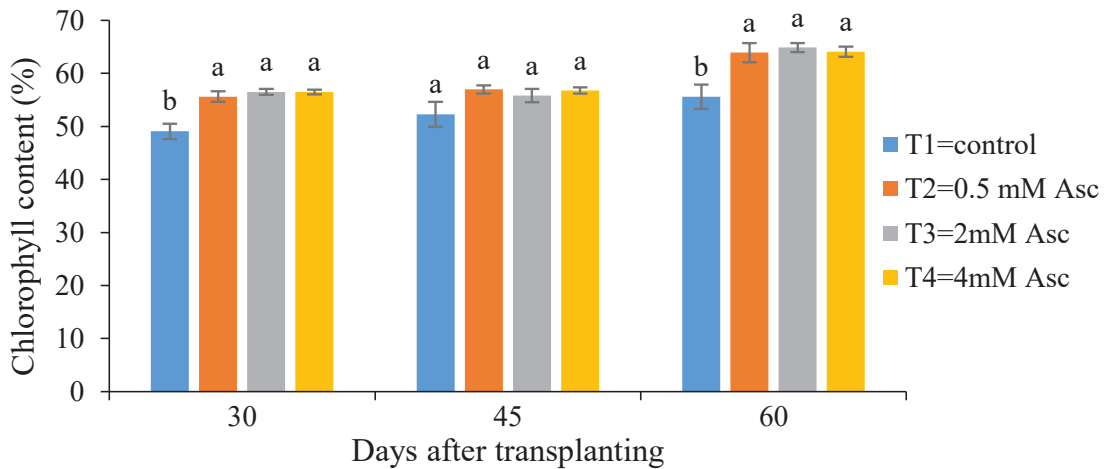 Chlorophyll content (%)
70
60
50
40
30
20
10
0
b a a a
a a a a
b a a a
30 45 60
Days after transplanting
T1=control
T2=0.5 mM Asc
T3=2mM Asc
T4=4mM Asc